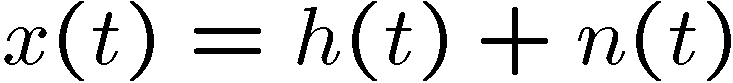 x(t) = h(t) + n(t)